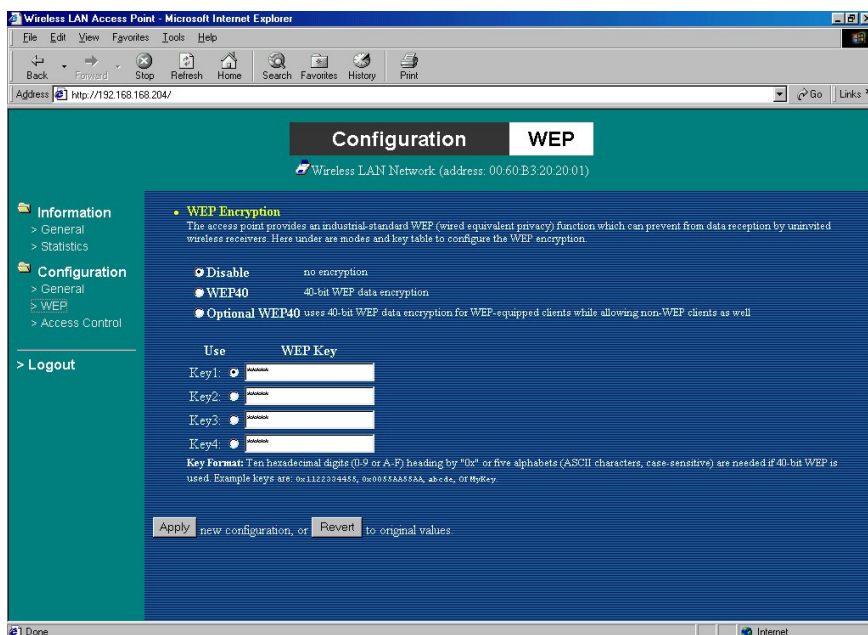 Wireless LAN Access Point - Microsoft Internet Explorer
File Edit View Favorites Tools Help
Back Forward Stop Refresh Home Search Favorites History Print
Address http://192.168.168.204/ Go Links
Configuration WEP
Wireless LAN Network (address: 00:60:B3:20:20:01)
Information
> General
> Statistics
Configuration
> General
> WEP
> Access Control
> Logout
• WEP Encryption
The access point provides an industrial-standard WEP (wired equivalent privacy) function which can prevent from data reception by uninvited
wireless receivers. Here under are modes and key table to configure the WEP encryption.
Disable no encryption
WEP40 40-bit WEP data encryption
Optional WEP40 uses 40-bit WEP data encryption for WEP-equipped clients while allowing non-WEP clients as well
Use WEP Key
Key1: *****
Key2: *****
Key3: *****
Key4: *****
Key Format: Ten hexadecimal digits (0-9 or A-F) heading by "0x" or five alphabets (ASCII characters, case-sensitive) are needed if 40-bit WEP is
used. Example keys are: 0x1122334455, 0x0055AA55AA, abcde, or MyKey.
Apply new configuration, or Revert to original values.
Done Internet